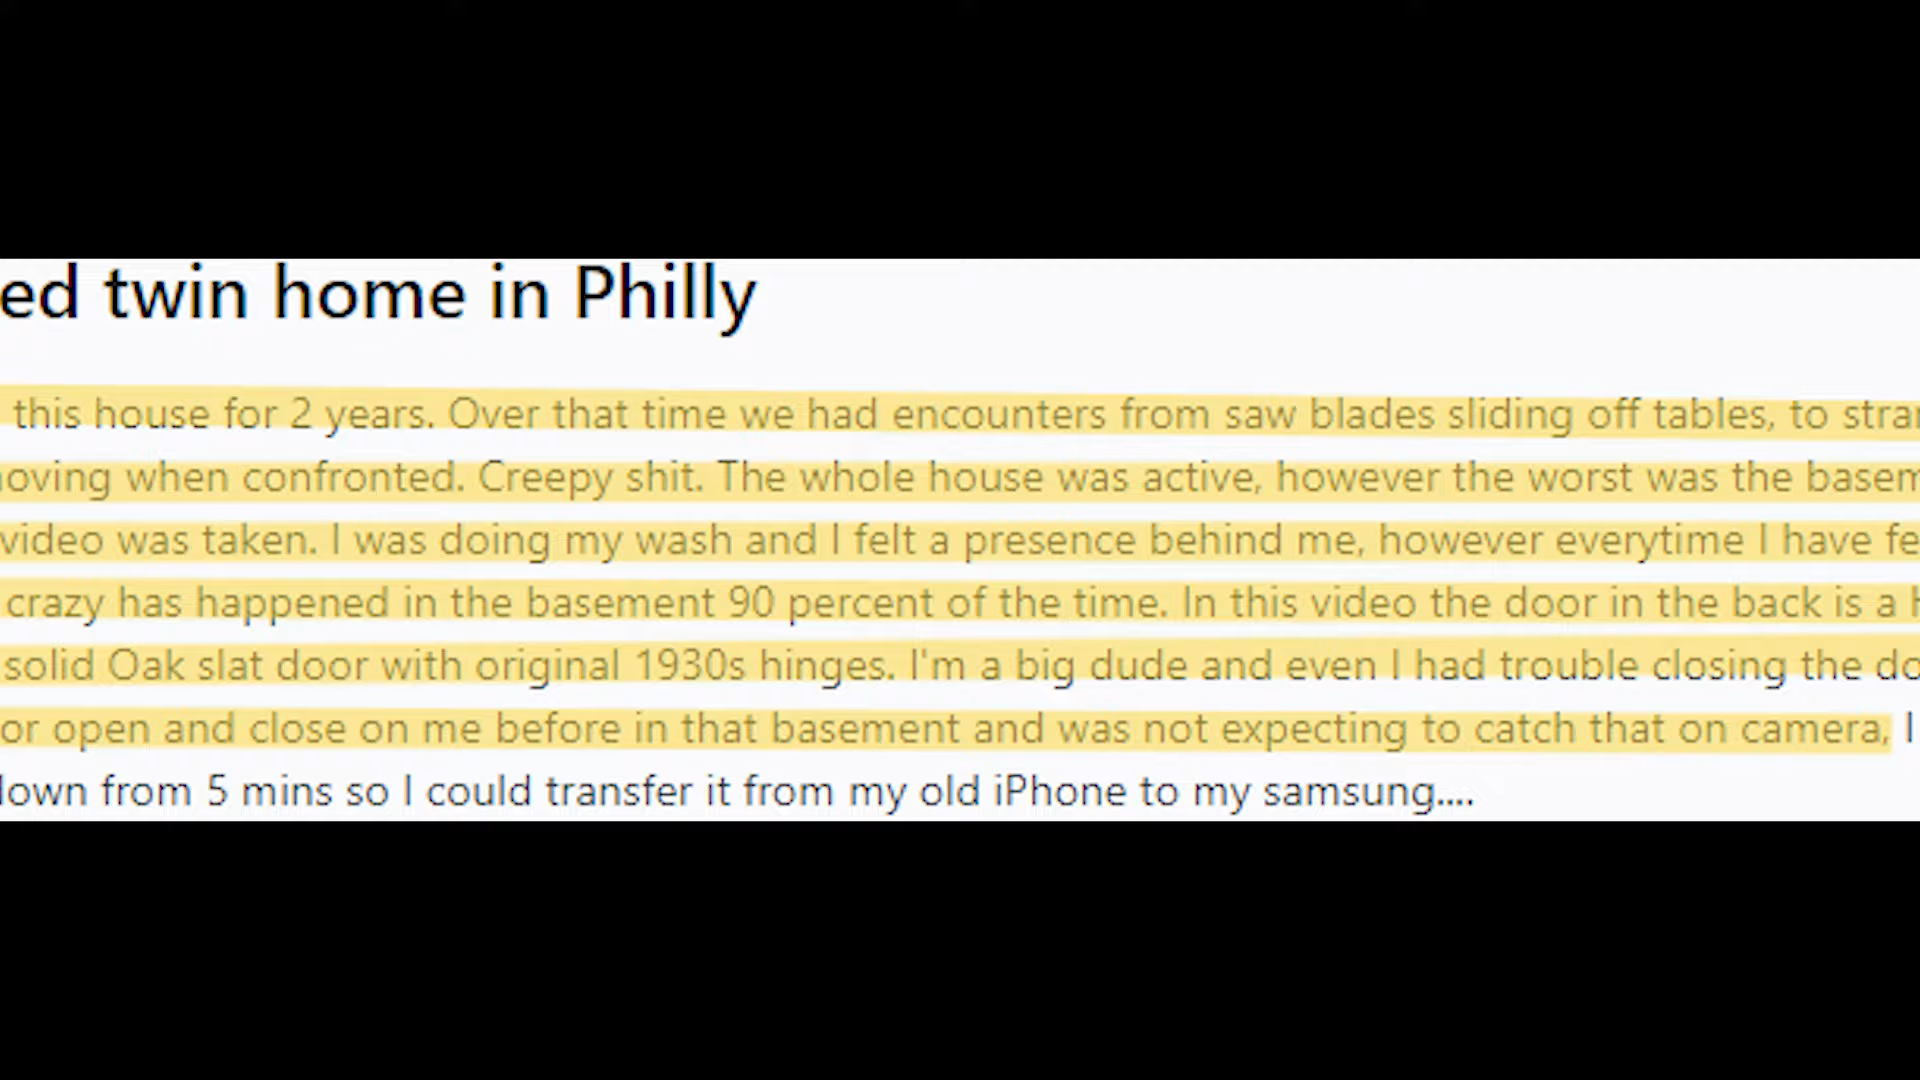 ed twin home in Philly
this house for 2 years. Over that time we had encounters from saw blades sliding off tables, to stran
oving when confronted. Creepy shit. The whole house was active, however the worst was the basem
video was taken. I was doing my wash and I felt a presence behind me, however everytime I have fe
crazy has happened in the basement 90 percent of the time. In this video the door in the back is a H
solid Oak slat door with original 1930s hinges. I'm a big dude and even I had trouble closing the do
or open and close on me before in that basement and was not expecting to catch that on camera, I
down from 5 mins so I could transfer it from my old iPhone to my samsung....